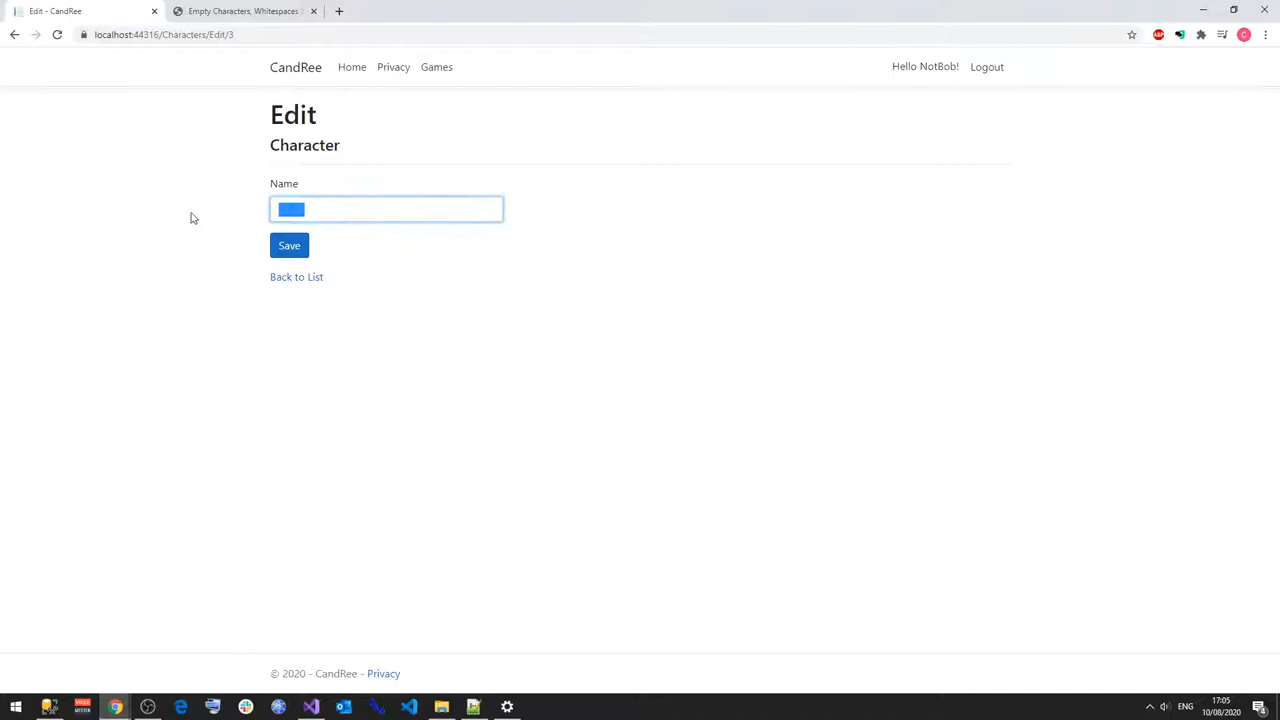 Edit - CandRee
Empty Characters, Whitespaces S
localhost:44316/Characters/Edit/3
CandRee Home Privacy Games Hello NotBob! Logout
Edit
Character
Name
Save
Back to List
© 2020 - CandRee - Privacy
ENG
17:05
10/08/2020